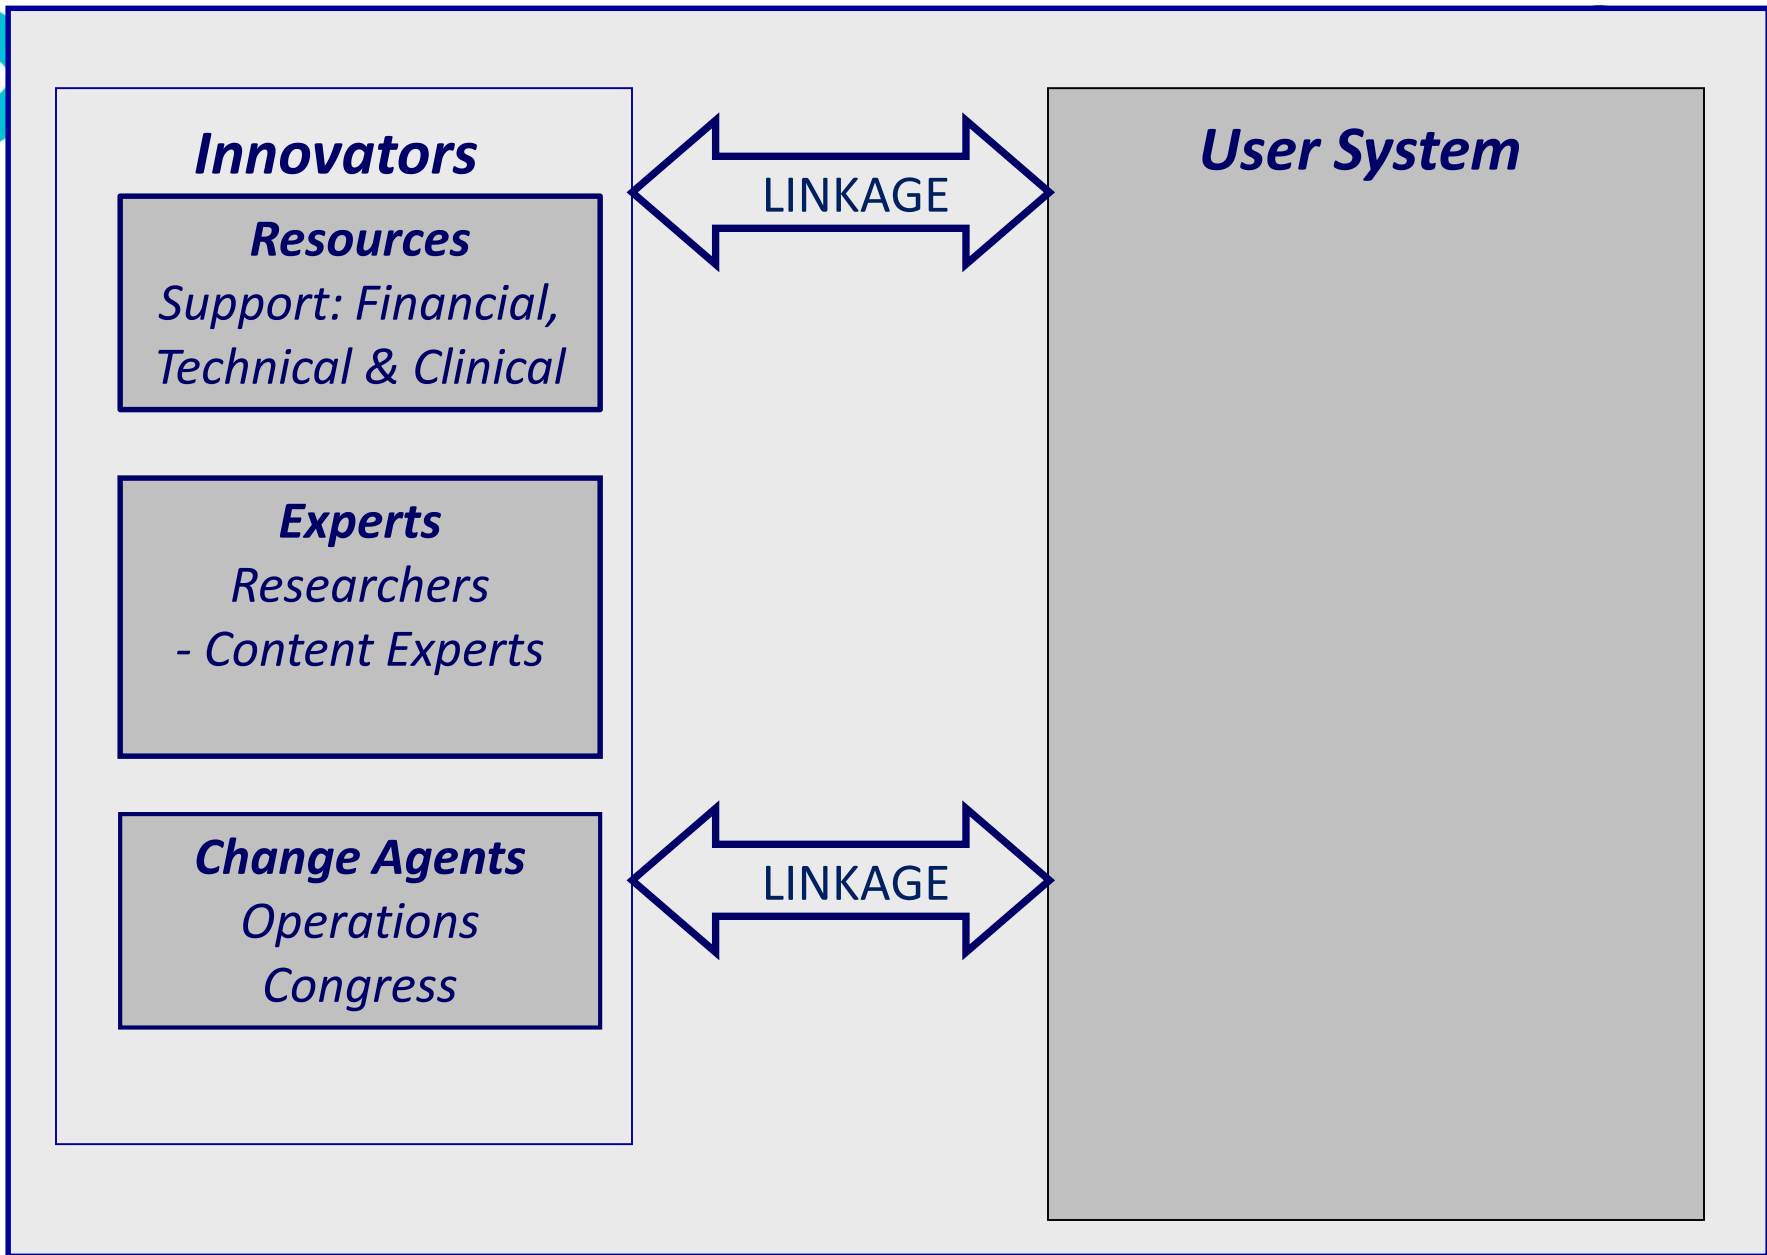 Innovators
Resources
Support: Financial,
Technical & Clinical
Experts
Researchers
- Content Experts
Change Agents
Operations
Congress
LINKAGE
LINKAGE
User System